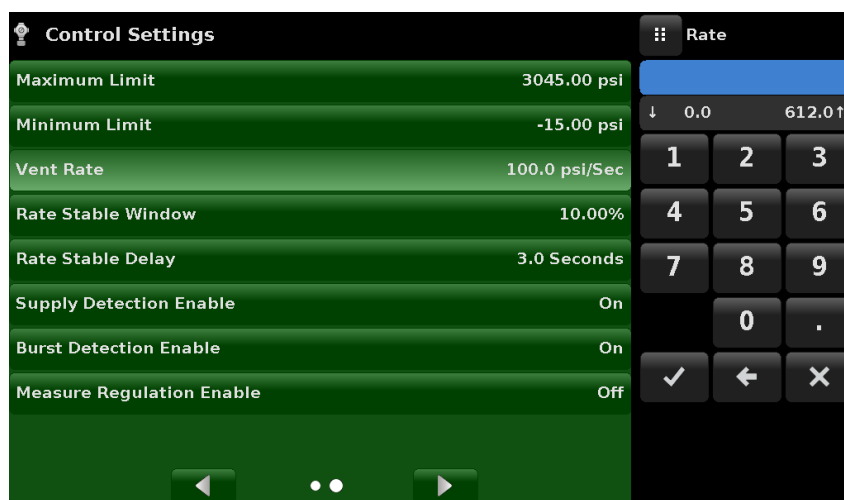 Control Settings
Rate
Maximum Limit 3045.00 psi
Minimum Limit -15.00 psi
↓ 0.0 612.0↑
Vent Rate 100.0 psi/Sec
1 2 3
Rate Stable Window 10.00%
4 5 6
Rate Stable Delay 3.0 Seconds
7 8 9
Supply Detection Enable On
0 .
Burst Detection Enable On
Measure Regulation Enable Off